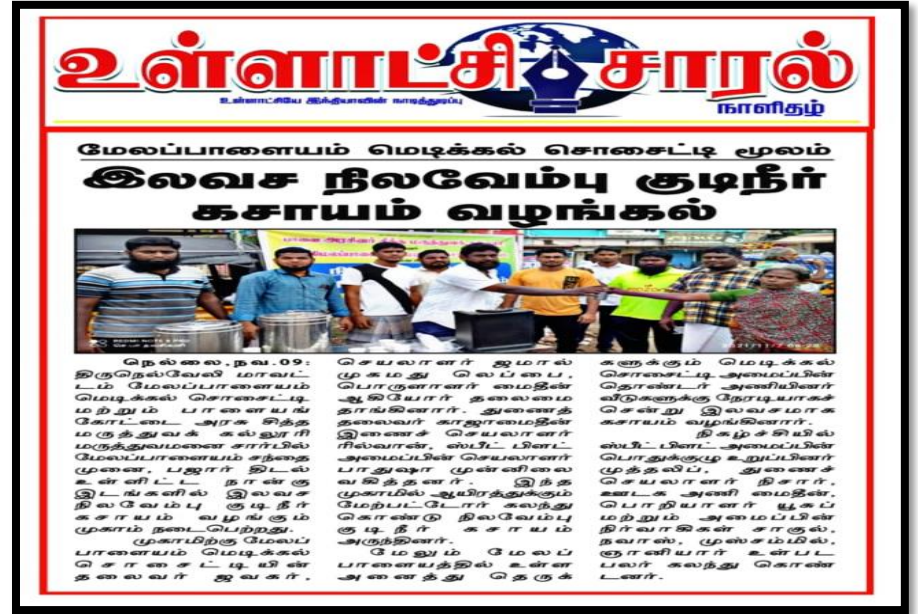 உள்ளாட்சி சாரல்
உள்ளாட்சியே இந்தியாவின் நாடித்துடிப்பு
நாளிதழ்
மேலப்பாளையம் மெடிக்கல் சொசைட்டி மூலம்
இலவச நிலவேம்பு குடிநீர்
கசாயம் வழங்கல்
REDMI NOTE 8 PRO
நெல்லை,நவ.09:
திருநெல்வேலி மாவட்
டம் மேலப்பாளையம்
மெடிக்கல் சொசைட்டி
மற்றும் பாளையங்
கோட்டை அரசு சித்த
மருத்துவக் கல்லூரி
மருத்துவமனை சார்பில்
மேலப்பாளையம் சந்தை
முனை, பஜார் திடல்
உள்ளிட்ட நான்கு
இடங்களில் இலவச
நிலவேம்பு குடிநீர்
கசாயம் வழங்கும்
முகாம் நடைபெற்றது.
முகாமிற்கு மேலப்
பாளையம் மெடிக்கல்
சொசைட்டியின்
தலைவர் ஜவகர்,
செயலாளர் ஜமால்
முகமது லெப்பை,
பொருளாளர் மைதீன்
ஆகியோர் தலைமை
தாங்கினார். துணைத்
தலைவர் காஜாமைதீன்
இணைச் செயலாளர்
ரில்வான், ஸ்பீட் பிளட்
அமைப்பின் செயலாளர்
பாதுஷா முன்னிலை
வகித்தனர். இந்த
முகாமில் ஆயிரத்துக்கும்
மேற்பட்டோர் கலந்து
கொண்டு நிலவேம்பு
குடிநீர் கசாயம்
அருந்தினர்.
மேலும் மேலப்
பாளையத்தில் உள்ள
அனைத்து தெருக்
களுக்கும் மெடிக்கல்
சொசைட்டி அமைப்பின்
தொண்டர் அணியினர்
வீடுகளுக்கு நேரடியாகச்
சென்று இலவசமாக
கசாயம் வழங்கினார்.
நிகழ்ச்சியில்
ஸ்பீட் பிளட் அமைப்பின்
பொதுக்குழு உறுப்பினர்
முத்தலிப், துணைச்
செயலாளர் நிசார்,
ஊடக அணி மைதீன்,
பொறியாளர் யூசுப்
மற்றும் அமைப்பின்
நிர்வாகிகள் சாகுல்,
நவாஸ், முஸ்சம்மில்,
ஞானியார் உள்பட
பலர் கலந்து கொண்
டனர்.